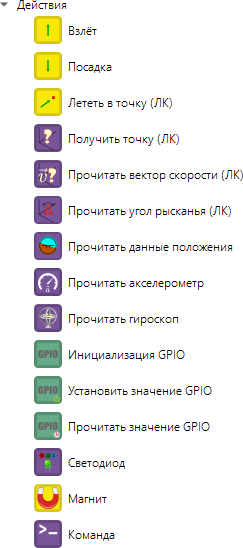 Действия
Взлёт
Посадка
Лететь в точку (ЛК)
? Получить точку (ЛК)
v? Прочитать вектор скорости (ЛК)
Прочитать угол рысканья (ЛК)
Прочитать данные положения
Прочитать акселерометр
Прочитать гироскоп
GPIO Инициализация GPIO
GPIO Установить значение GPIO
GPIO Прочитать значение GPIO
Светодиод
Магнит
>_ Команда